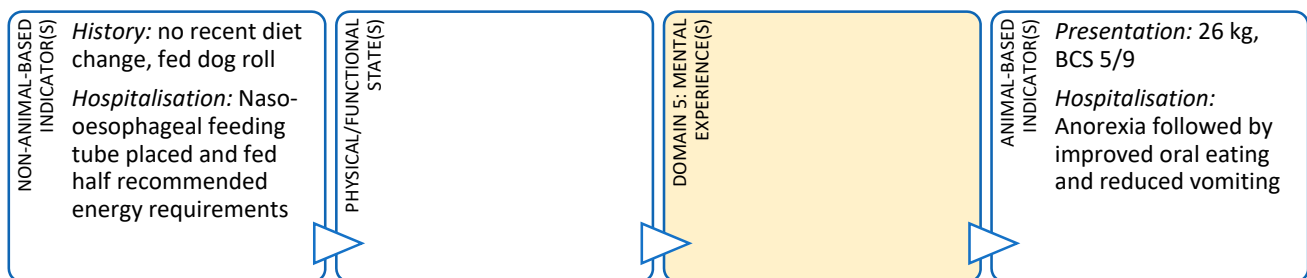 NON-ANIMAL-BASED
INDICATOR(S)
History: no recent diet
change, fed dog roll
Hospitalisation: Naso-
oesophageal feeding
tube placed and fed
half recommended
energy requirements
PHYSICAL/FUNCTIONAL
STATE(S)
DOMAIN 5: MENTAL
EXPERIENCE(S)
ANIMAL-BASED
INDICATOR(S)
Presentation: 26 kg,
BCS 5/9
Hospitalisation:
Anorexia followed by
improved oral eating
and reduced vomiting